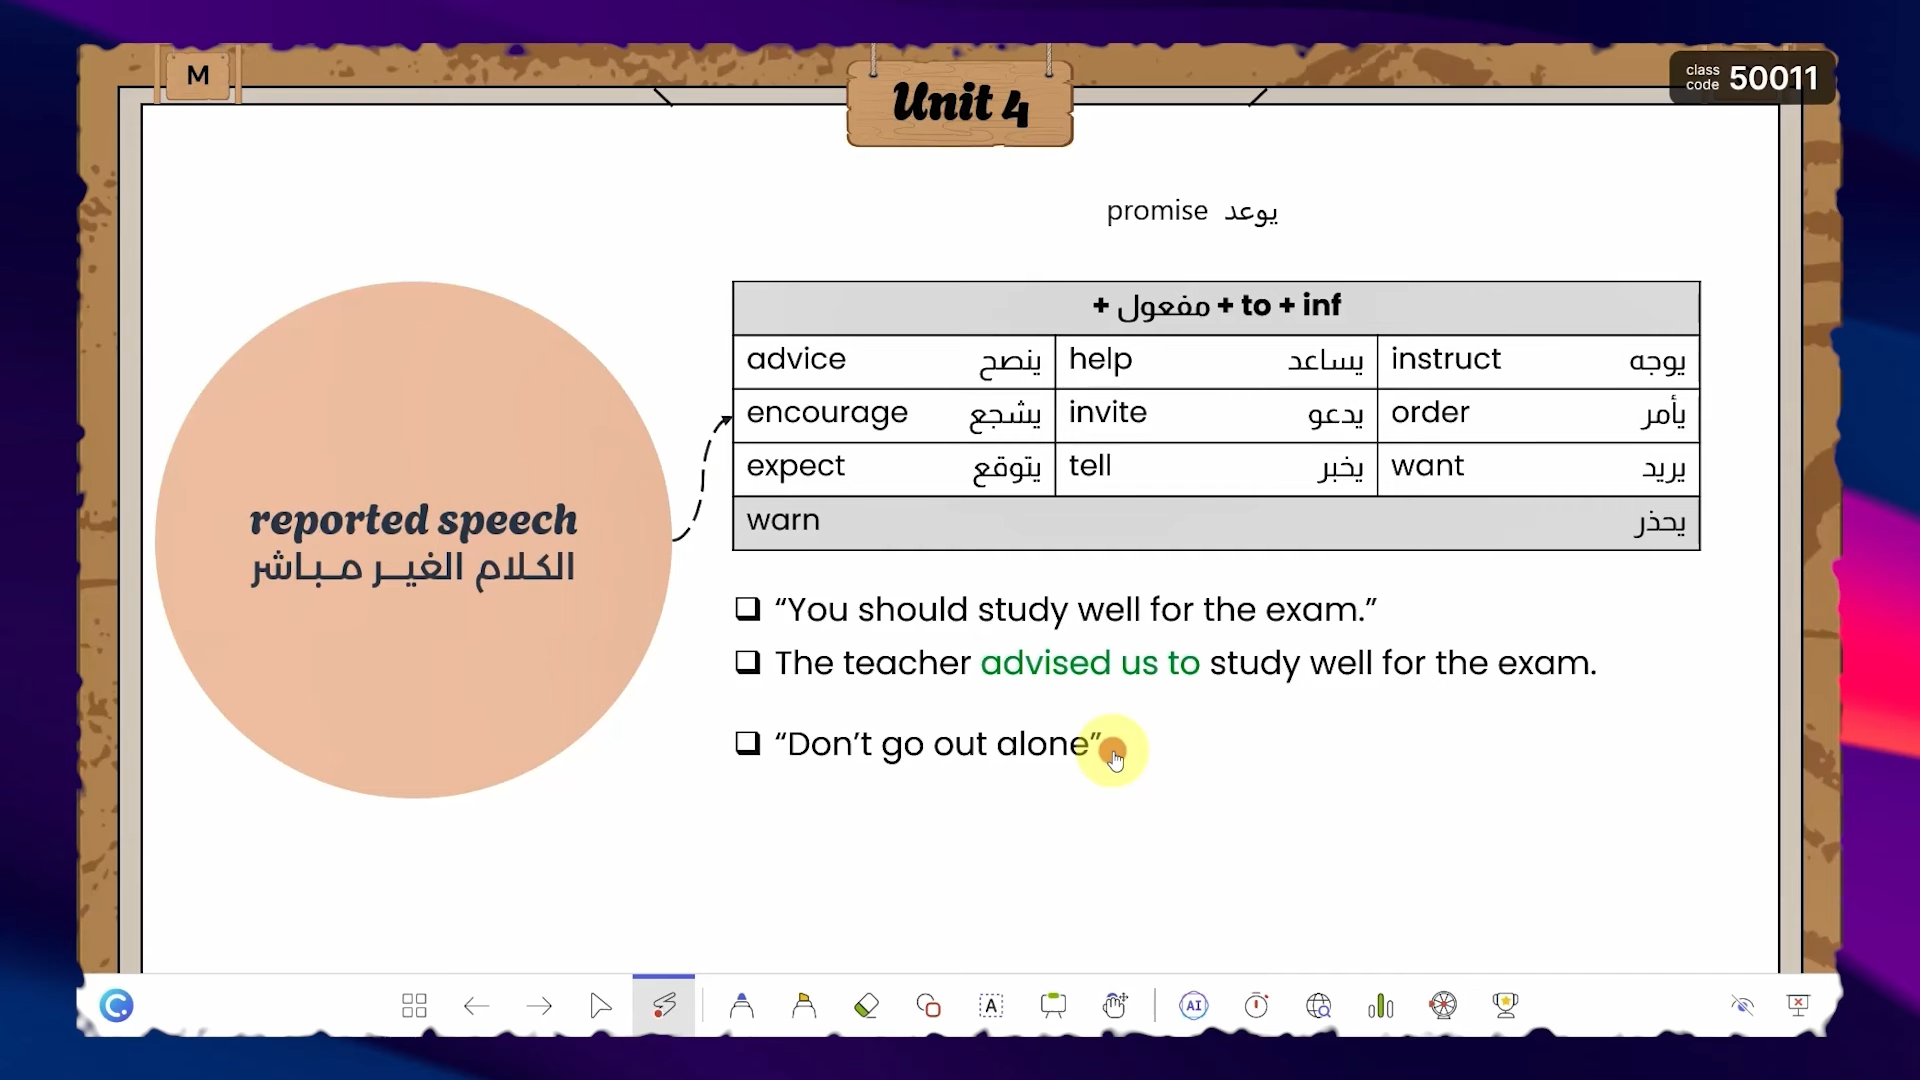 M
Unit 4
class code 50011
promise يوعد
+ مفعول + to + inf
advice ينصح help يساعد instruct يوجه
encourage يشجع invite يدعو order يأمر
expect يتوقع tell يخبر want يريد
warn يحذر
reported speech
الكلام الغير مباشر
“You should study well for the exam.”
The teacher advised us to study well for the exam.
“Don’t go out alone”
A
AI